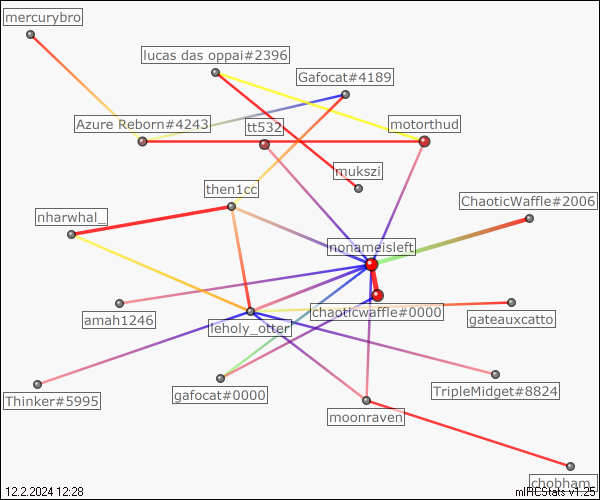 mercurybro
lucas das oppai#2396
Gafocat#4189
Azure Reborn#4243
tt532
motorthud
mukszi
then1cc
ChaoticWaffle#2006
nharwhal_
nonameisleft
chaoticwaffle#0000
amah1246
leholy_otter
gateauxcatto
Thinker#5995
gafocat#0000
TripleMidget#8824
moonraven
chobham_
12.2.2024 12:28
mIRCStats v1.25